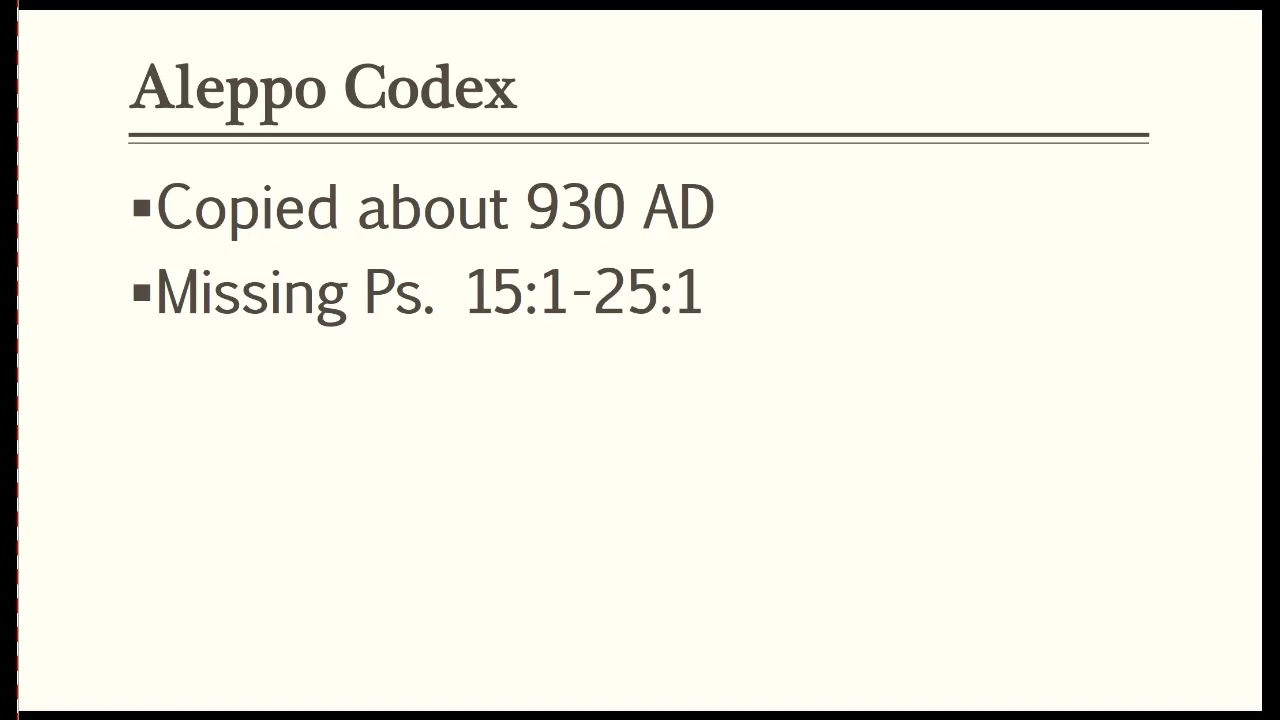 Aleppo Codex
▪Copied about 930 AD
▪Missing Ps.  15:1-25:1